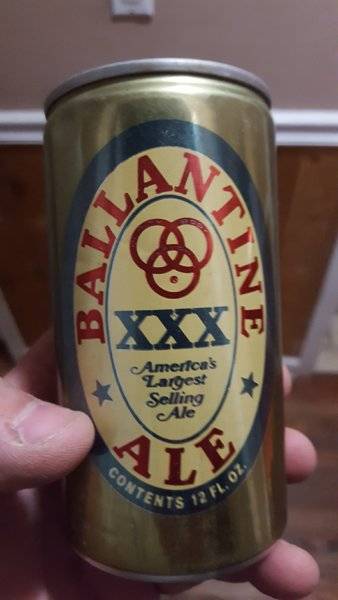 BALLANTINE
XXX
America's
Largest
Selling
Ale
ALE
CONTENTS 12 FL. OZ.